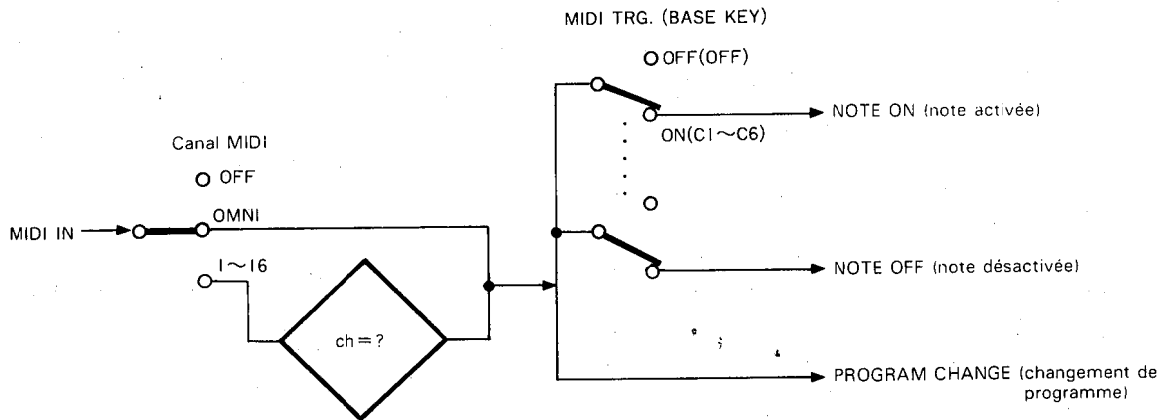 MIDI TRG. (BASE KEY)
OFF(OFF)
NOTE ON (note activée)
ON(C1~C6)
Canal MIDI
OFF
OMNI
MIDI IN
1~16
NOTE OFF (note désactivée)
ch=?
PROGRAM CHANGE (changement de
programme)